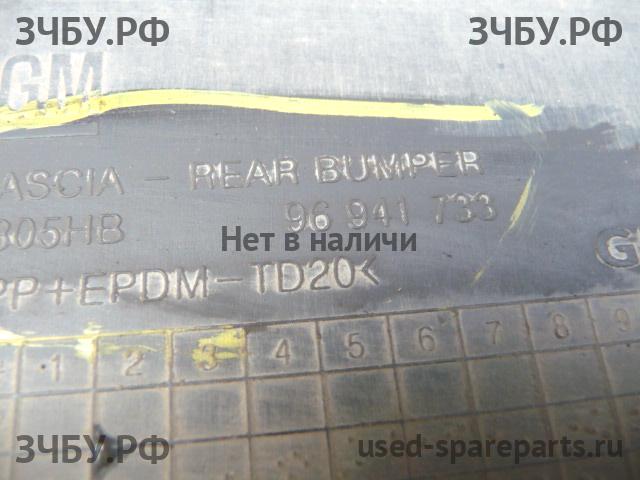 ЗЧБУ.РФ ЗЧБУ.РФ
GM
ASCIA - REAR BUMPER
305HB 96 941 733
Нет в наличи
PP+EPDM-TD20<
1 2 3 4 5 6 7 8 9
ЗЧБУ.РФ used-spareparts.ru